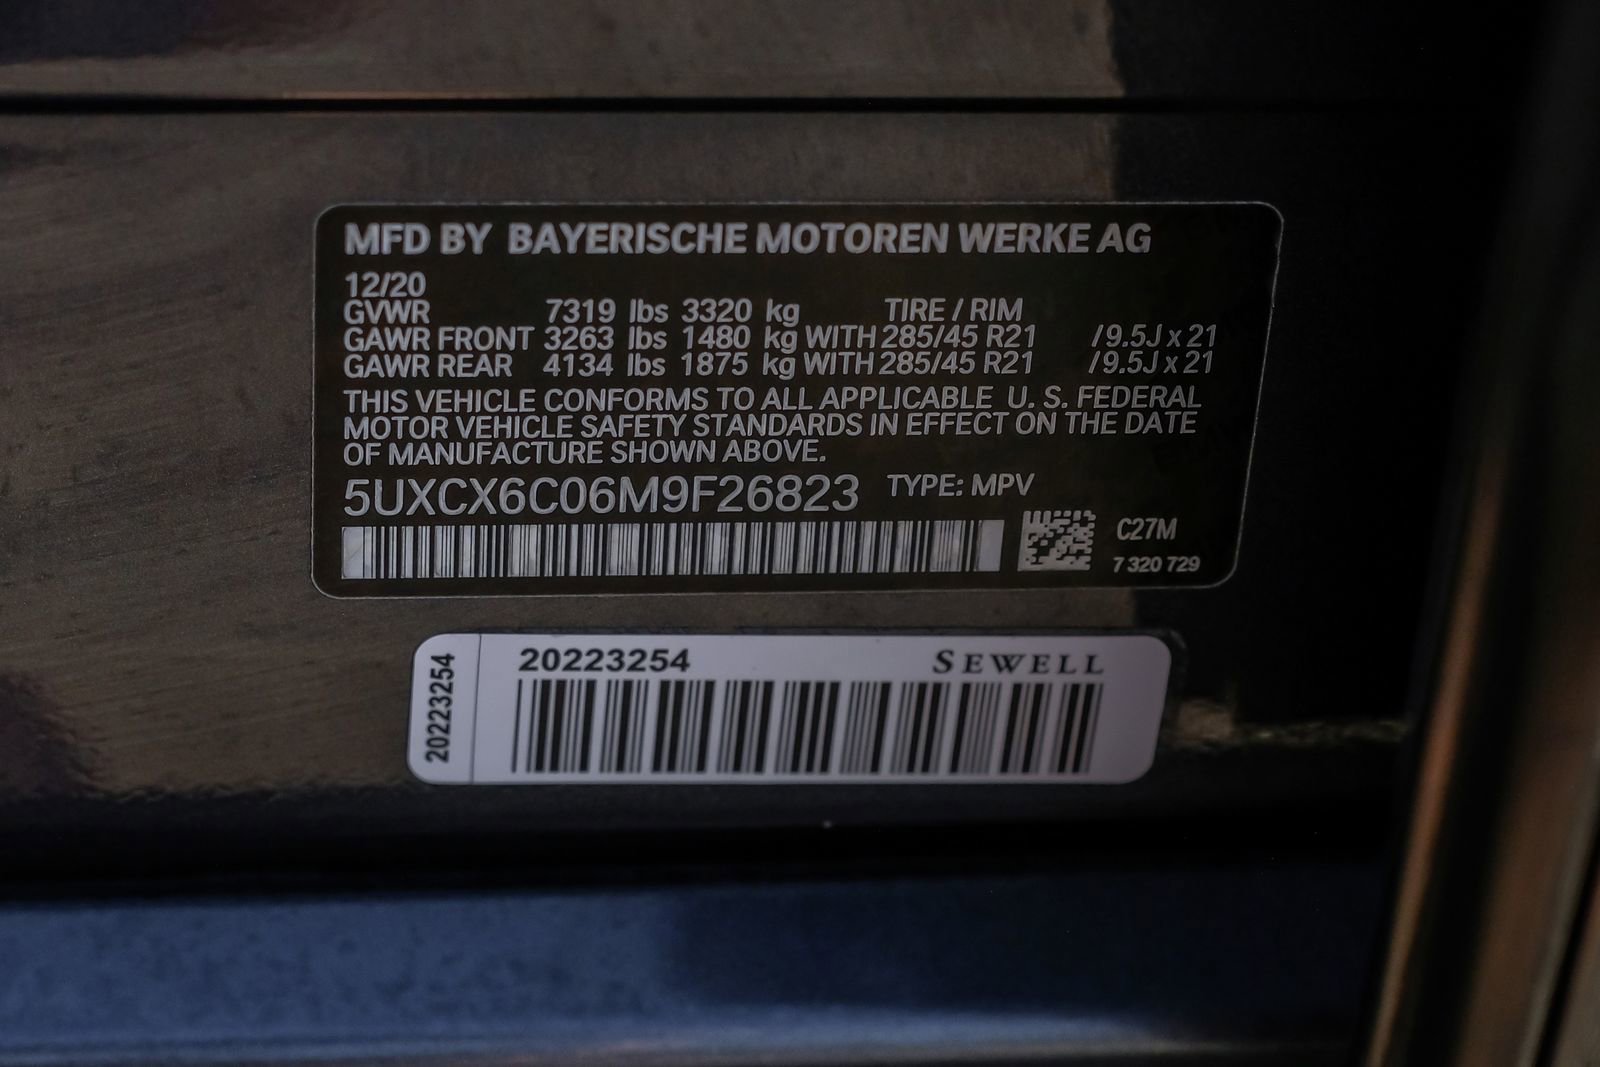 MFD BY BAYERISCHE MOTOREN WERKE AG
12/20
GVWR 7319 lbs 3320 kg TIRE / RIM
GAWR FRONT 3263 lbs 1480 kg WITH 285/45 R21 /9.5J x 21
GAWR REAR 4134 lbs 1875 kg WITH 285/45 R21 /9.5J x 21
THIS VEHICLE CONFORMS TO ALL APPLICABLE U. S. FEDERAL
MOTOR VEHICLE SAFETY STANDARDS IN EFFECT ON THE DATE
OF MANUFACTURE SHOWN ABOVE.
5UXCX6C06M9F26823 TYPE: MPV
C27M
7 320 729
20223254
20223254 SEWELL